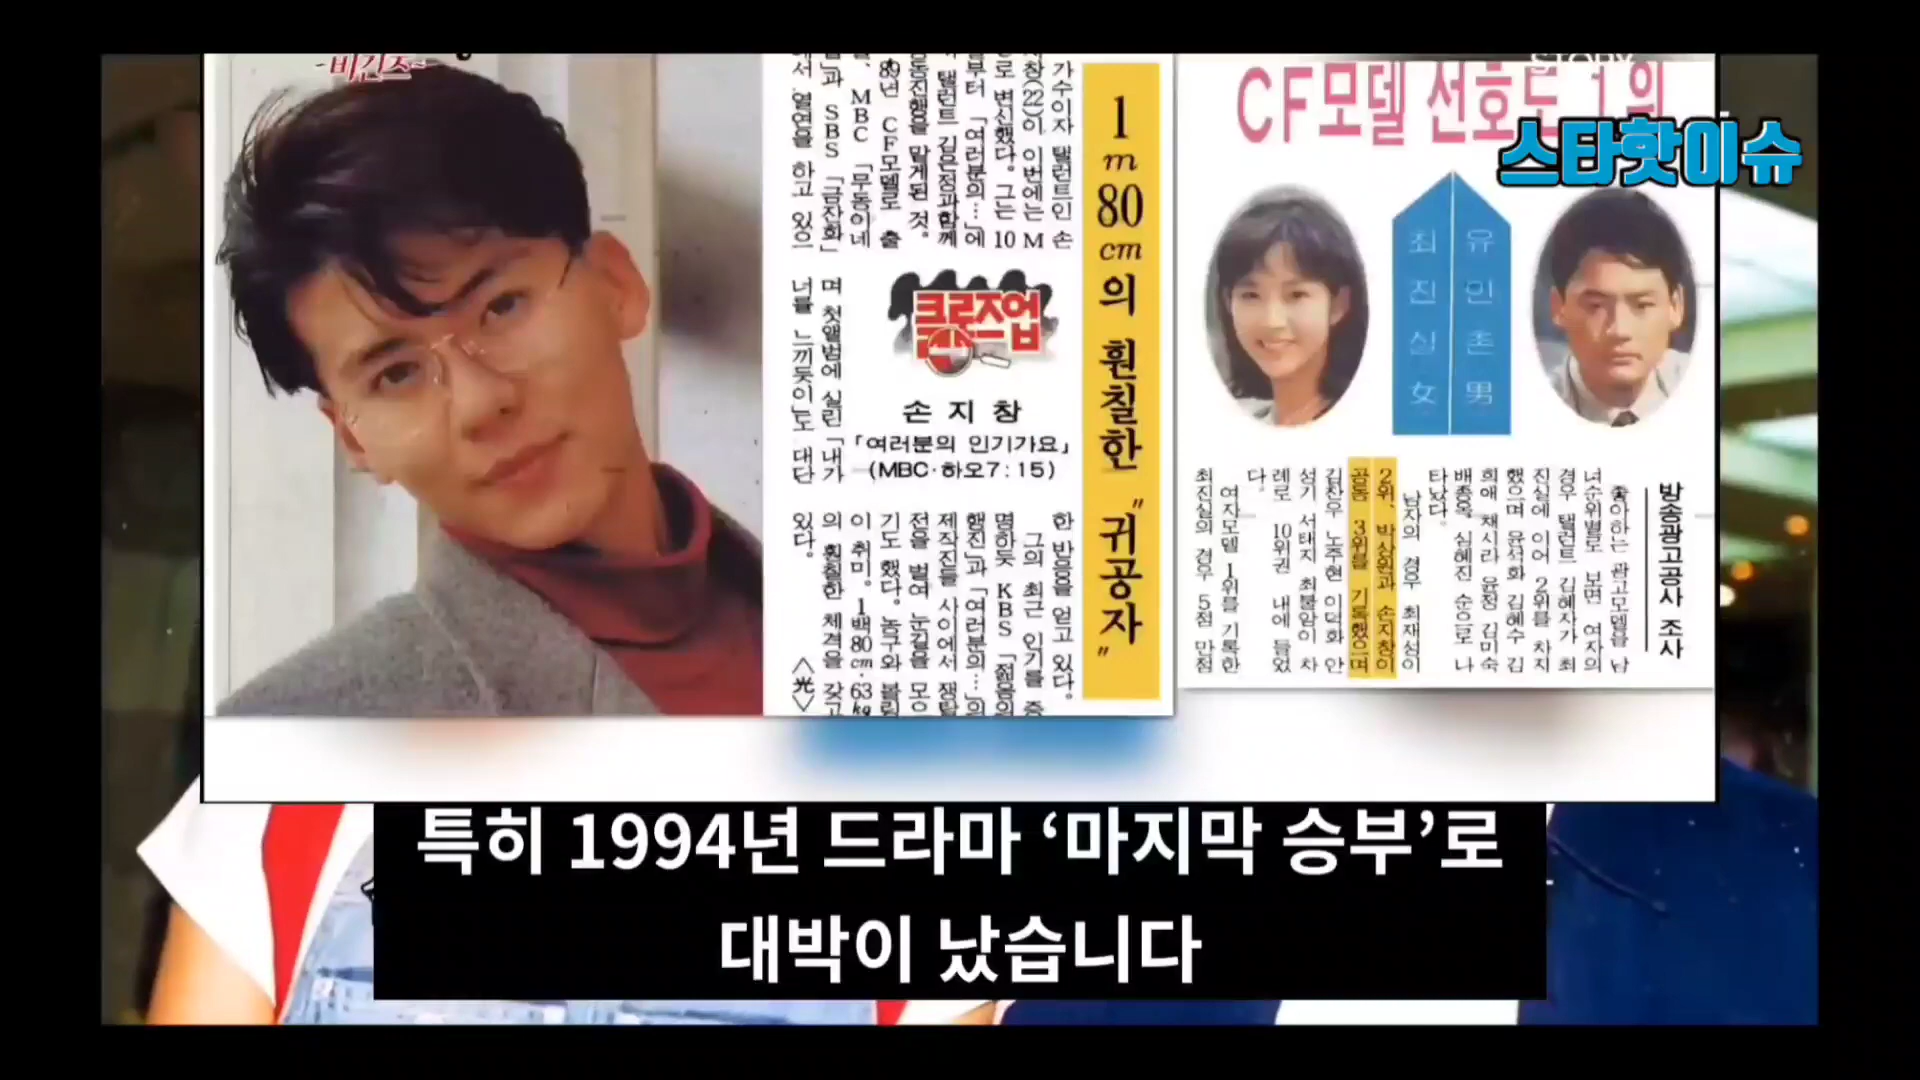 ~비긴즈~
STORY
스타핫이슈
1m80cm의 훤칠한 "귀공자"
가수이자 탤런트인 손
창(22)이 이번에는 M
로 변신했다. 그는 10
부터 「여러분의…」에
탤런트 김은정과함께
동진행을 맡게된 것.
89년 CF모델로 출
MBC 「무동이네
과 SBS 「금잔화」
서 열연을 하고 있으
며 첫앨범에 실린 「내가
너를 느끼듯이」도 대단
클로즈업
손지창
「여러분의 인기가요」
(MBC·하오7:15)
한 반응을 얻고 있다.
그의 최근 인기를 증
명하듯 KBS 「젊음의
행진」과 「여러분의…」의
제작진들 사이에서 쟁탈
전을 벌여 눈길을 모으
기도 했다. 농구와 볼링
이 취미. 1백80cm·63kg
의 훤칠한 체격을 갖고
있다. <光>
CF모델 선호도 1위
최진실 女
유인촌 男
방송광고공사 조사
좋아하는 광고모델을 남
녀순위별로 보면 여자의
경우 탤런트 김혜자가 최
진실에 이어 2위를 차지
했으며 윤석화 김혜수 김
희애 채시라 윤정 김미숙
배종옥 심혜진 순으로 나
타났다.
남자의 경우 최재성이
2위, 박상원과 손지창이
공동 3위를 기록했으며
김찬우 노주현 이덕화 안
성기 서태지 최불암이 차
례로 10위권 내에 들었
다.
여자모델 1위를 기록한
최진실의 경우 5점 만점
특히 1994년 드라마 ‘마지막 승부’로
대박이 났습니다